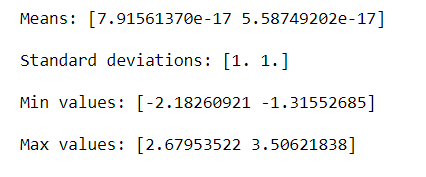 Means: [7.91561370e-17 5.58749202e-17]
Standard deviations: [1. 1.]
Min values: [-2.18260921 -1.31552685]
Max values: [2.67953522 3.50621838]